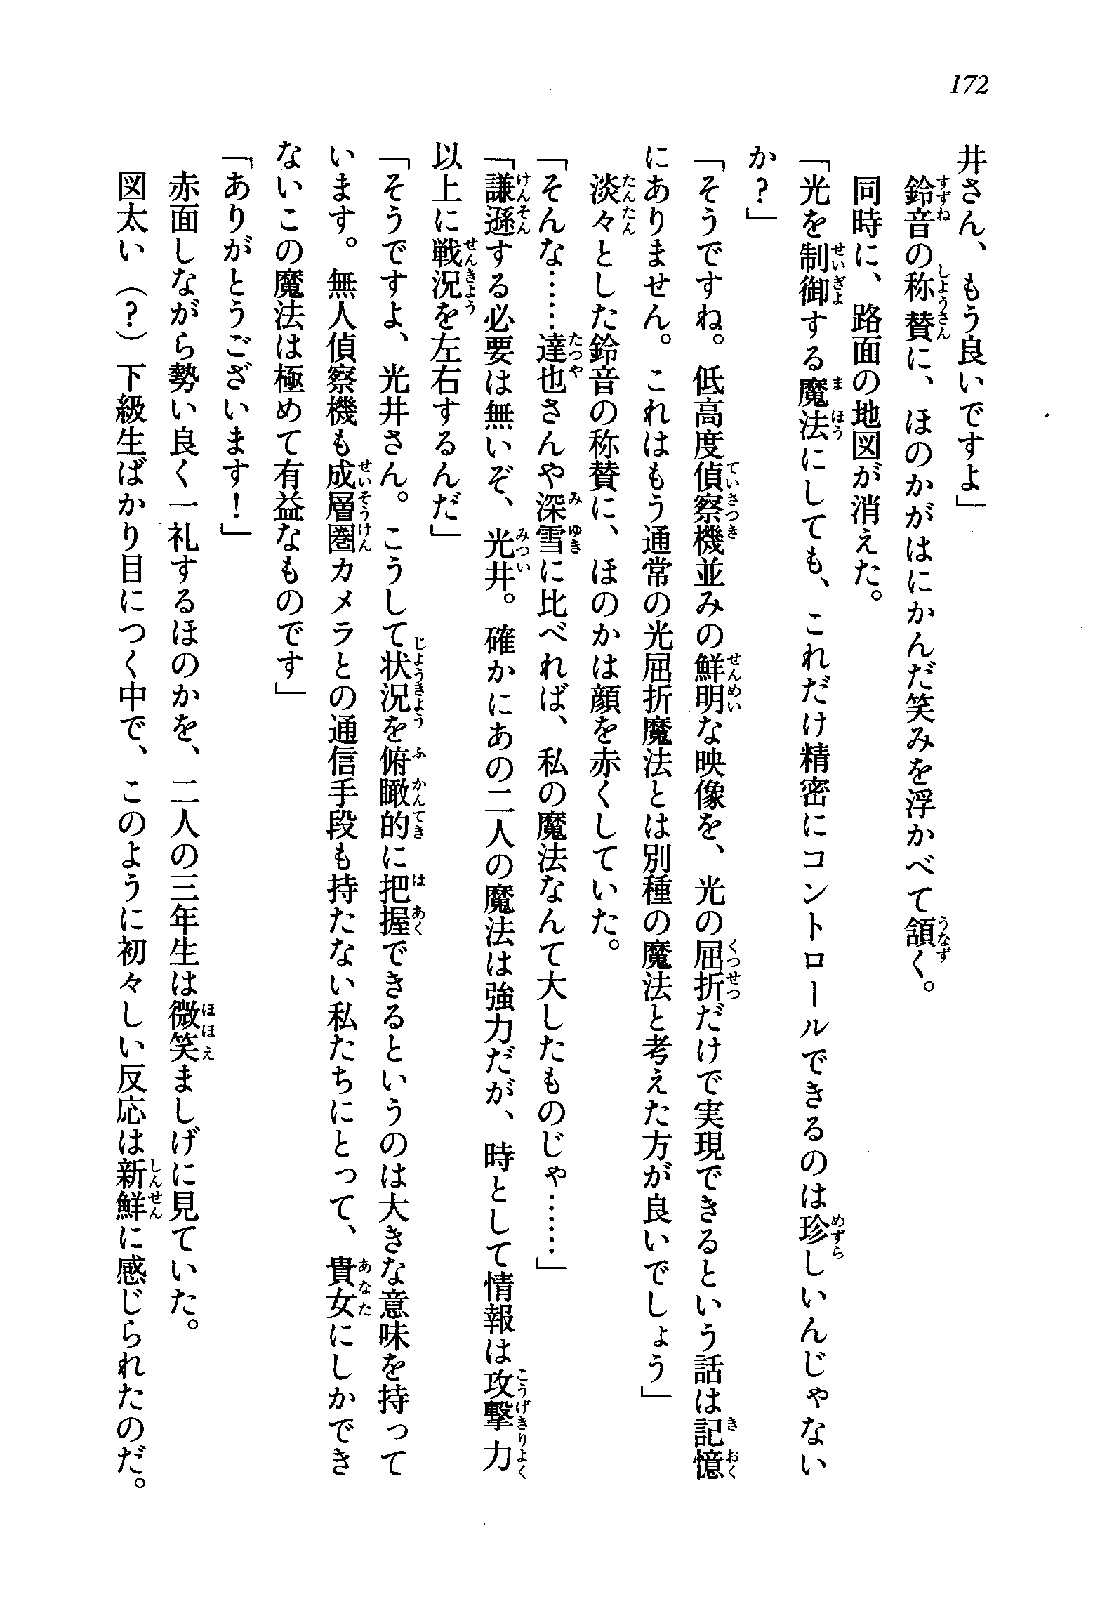 172
井さん、もう良いですよ」
鈴音の称賛に、ほのかがはにかんだ笑みを浮かべて頷く。
同時に、路面の地図が消えた。
「光を制御する魔法にしても、これだけ精密にコントロールできるのは珍しいんじゃない
か？」
「そうですね。低高度偵察機並みの鮮明な映像を、光の屈折だけで実現できるという話は記憶
にありません。これはもう通常の光屈折魔法とは別種の魔法と考えた方が良いでしょう」
淡々とした鈴音の称賛に、ほのかは顔を赤くしていた。
「そんな……達也さんや深雪に比べれば、私の魔法なんて大したものじゃ……」
「謙遜する必要は無いぞ、光井。確かにあの二人の魔法は強力だが、時として情報は攻撃力
以上に戦況を左右するんだ」
「そうですよ、光井さん。こうして状況を俯瞰的に把握できるというのは大きな意味を持って
います。無人偵察機も成層圏カメラとの通信手段も持たない私たちにとって、貴女にしかでき
ないこの魔法は極めて有益なものです」
「ありがとうございます！」
赤面しながら勢い良く一礼するほのかを、二人の三年生は微笑ましげに見ていた。
図太い（？）下級生ばかり目につく中で、このように初々しい反応は新鮮に感じられたのだ。